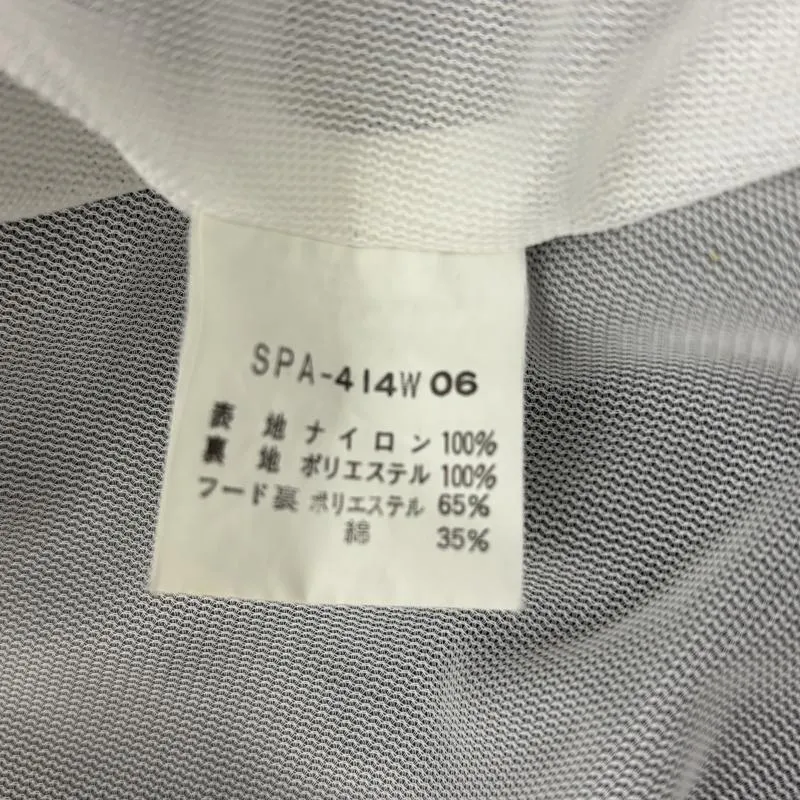 SPA-414W 06
表地 ナイロン 100%
裏地 ポリエステル 100%
フード裏 ポリエステル 65%
綿 35%